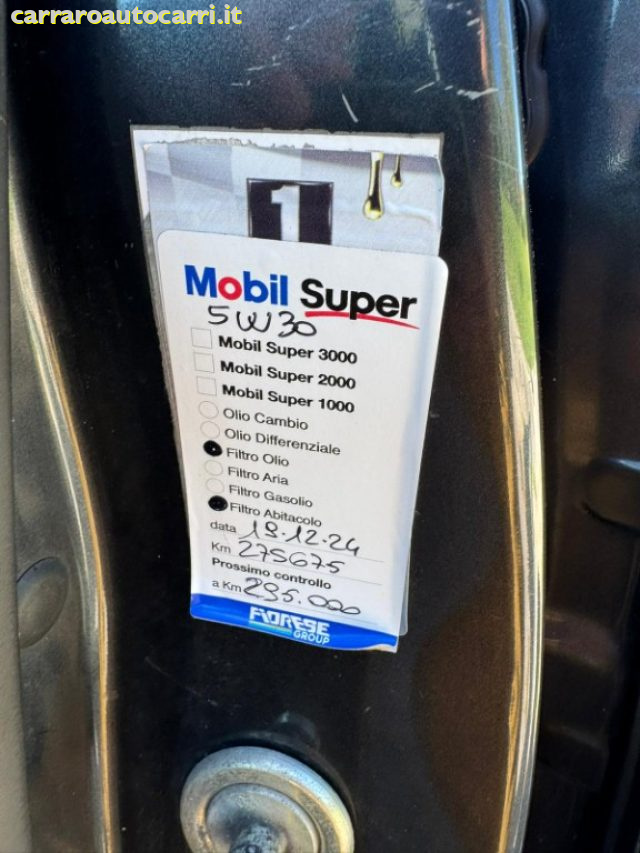 carraroautocarri.it
1
Mobil Super
5W30
Mobil Super 3000
Mobil Super 2000
Mobil Super 1000
Olio Cambio
Olio Differenziale
Filtro Olio
Filtro Aria
Filtro Gasolio
Filtro Abitacolo
data 19.12.24
Km 275675
Prossimo controllo
a Km 295.000
FIORESE
GROUP